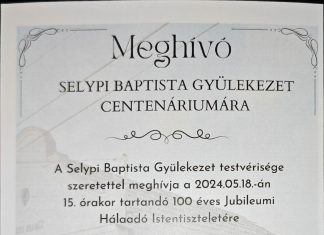 Meghívó
SELYPI BAPTISTA GYÜLEKEZET
CENTENÁRIUMÁRA
A Selypi Baptista Gyülekezet testvérisége
szeretettel meghívja a 2024.05.18.-án
15. órakor tartandó 100 éves Jubileumi
Hálaadó Istentiszteletére